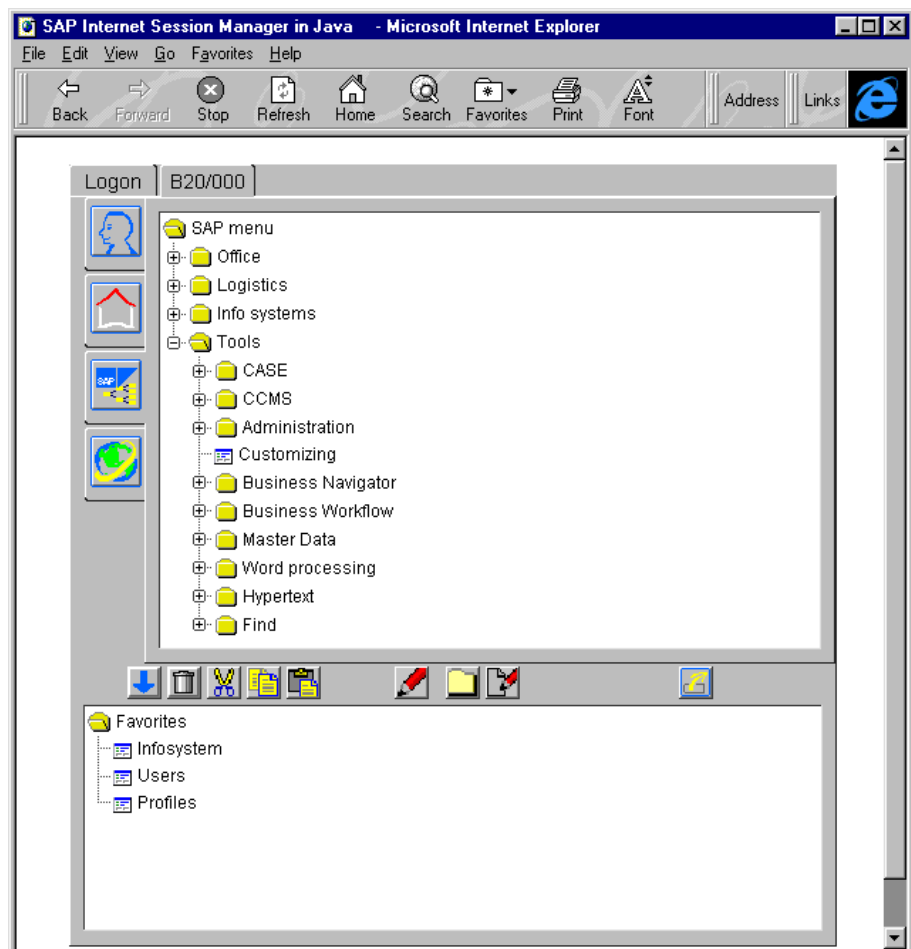 SAP Internet Session Manager in Java - Microsoft Internet Explorer
File Edit View Go Favorites Help
Back Forward Stop Refresh Home Search Favorites Print Font Address Links
Logon B20/000
SAP menu
Office
Logistics
Info systems
Tools
CASE
CCMS
Administration
SAP
Customizing
Business Navigator
Business Workflow
Master Data
Word processing
Hypertext
Find
Favorites
Infosystem
Users
Profiles